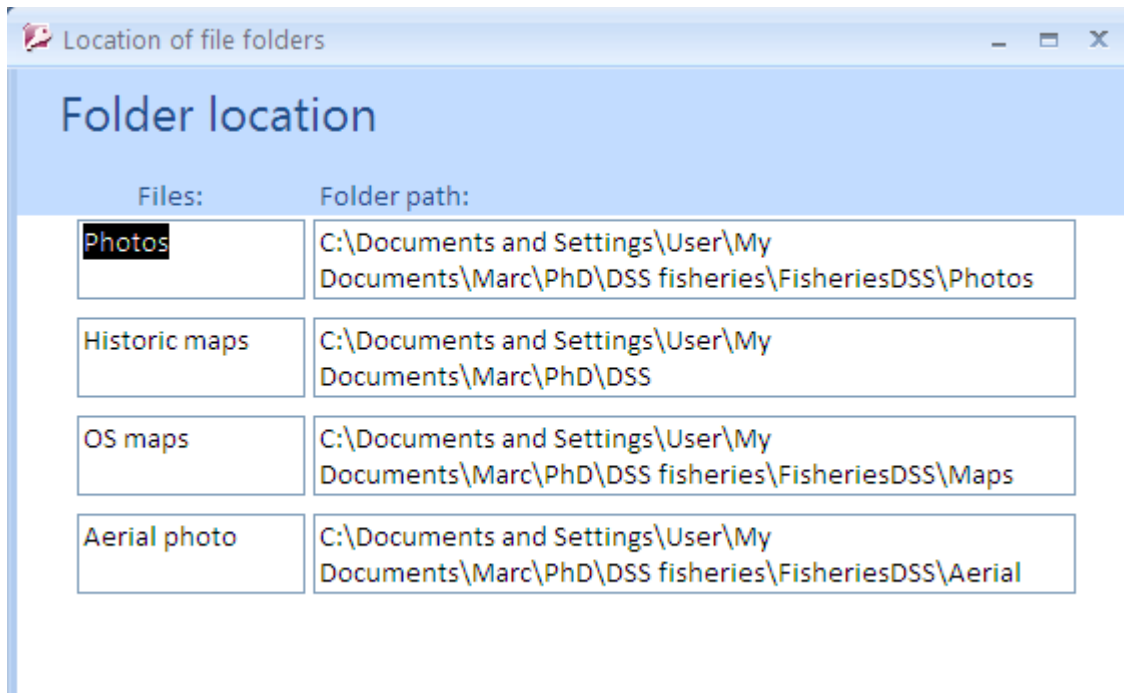 Location of file folders
Folder location
Files: Folder path:
Photos C:\Documents and Settings\User\My
Documents\Marc\PhD\DSS fisheries\FisheriesDSS\Photos
Historic maps C:\Documents and Settings\User\My
Documents\Marc\PhD\DSS
OS maps C:\Documents and Settings\User\My
Documents\Marc\PhD\DSS fisheries\FisheriesDSS\Maps
Aerial photo C:\Documents and Settings\User\My
Documents\Marc\PhD\DSS fisheries\FisheriesDSS\Aerial